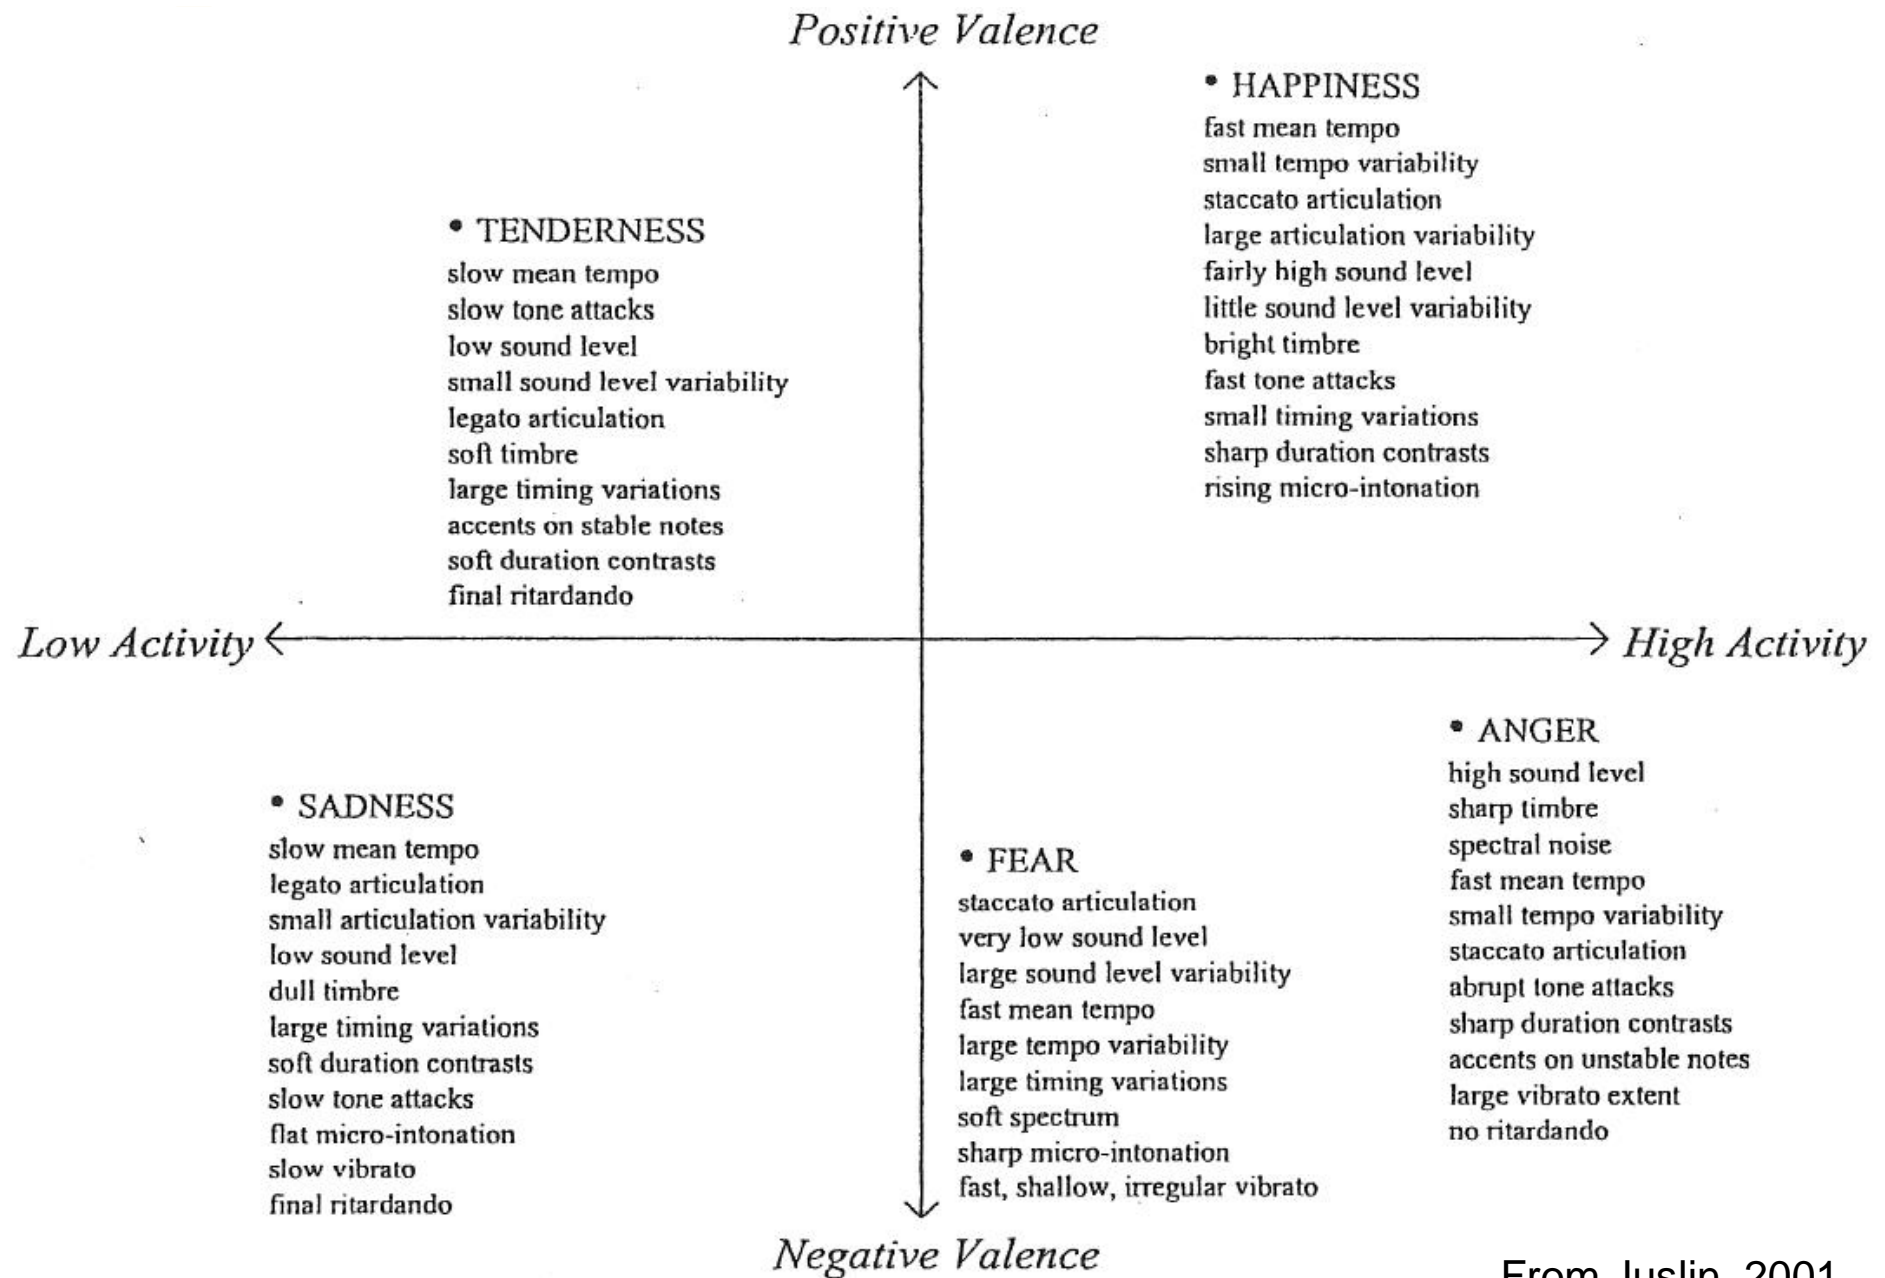 Positive Valence
• HAPPINESS
fast mean tempo
small tempo variability
staccato articulation
large articulation variability
fairly high sound level
little sound level variability
bright timbre
fast tone attacks
small timing variations
sharp duration contrasts
rising micro-intonation
• TENDERNESS
slow mean tempo
slow tone attacks
low sound level
small sound level variability
legato articulation
soft timbre
large timing variations
accents on stable notes
soft duration contrasts
final ritardando
Low Activity
High Activity
• SADNESS
slow mean tempo
legato articulation
small articulation variability
low sound level
dull timbre
large timing variations
soft duration contrasts
slow tone attacks
flat micro-intonation
slow vibrato
final ritardando
• FEAR
staccato articulation
very low sound level
large sound level variability
fast mean tempo
large tempo variability
large timing variations
soft spectrum
sharp micro-intonation
fast, shallow, irregular vibrato
• ANGER
high sound level
sharp timbre
spectral noise
fast mean tempo
small tempo variability
staccato articulation
abrupt tone attacks
sharp duration contrasts
accents on unstable notes
large vibrato extent
no ritardando
Negative Valence
From Juslin, 2001